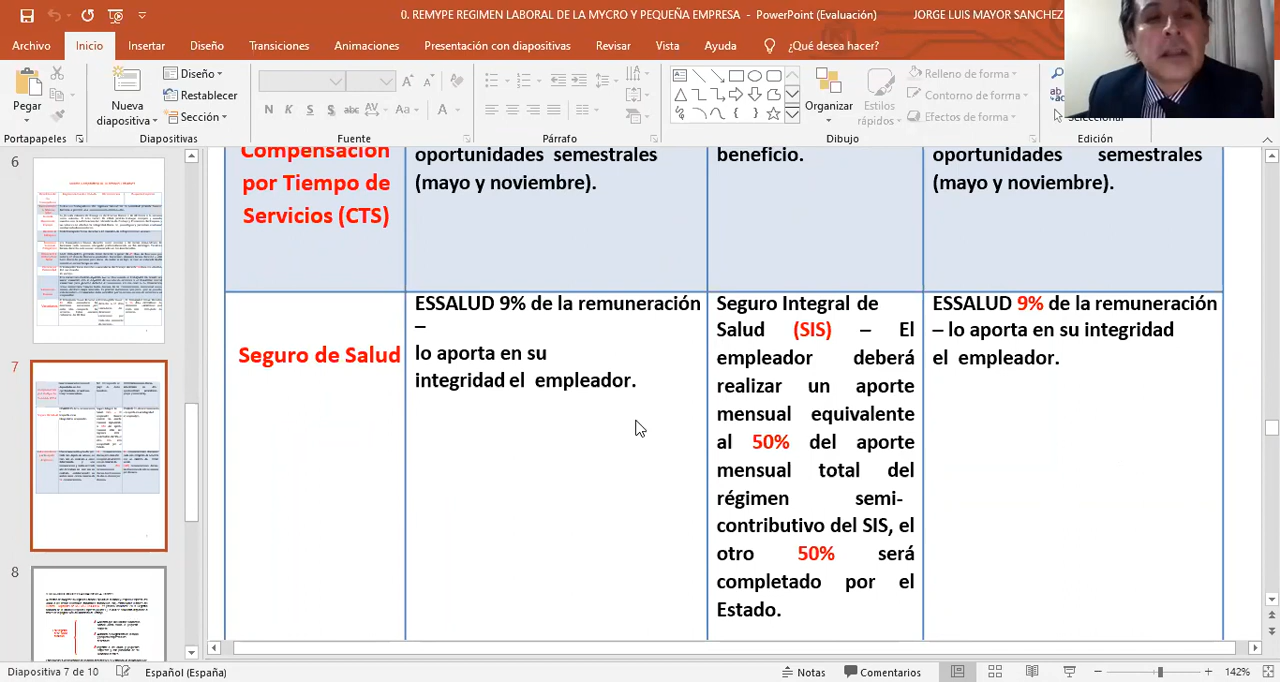 0. REMYPE REGIMEN LABORAL DE LA MYCRO Y PEQUEÑA EMPRESA - PowerPoint (Evaluación)
JORGE LUIS MAYOR SANCHEZ
Archivo
Inicio
Insertar
Diseño
Transiciones
Animaciones
Presentación con diapositivas
Revisar
Vista
Ayuda
¿Qué desea hacer?
Pegar
Nueva
diapositiva
Diseño
Restablecer
Sección
N K S S abc AV Aa A
Organizar
Estilos
rápidos
Relleno de forma
Contorno de forma
Efectos de forma
Seleccionar
Portapapeles
Diapositivas
Fuente
Párrafo
Dibujo
Edición
6
7
8
Compensación
por Tiempo de
Servicios (CTS)
oportunidades semestrales
(mayo y noviembre).
beneficio.
oportunidades semestrales
(mayo y noviembre).
Seguro de Salud
ESSALUD 9% de la remuneración
–
lo aporta en su
integridad el empleador.
Seguro Integral de
Salud (SIS) – El
empleador deberá
realizar un aporte
mensual equivalente
al 50% del aporte
mensual total del
régimen semi-
contributivo del SIS, el
otro 50% será
completado por el
Estado.
ESSALUD 9% de la remuneración
– lo aporta en su integridad
el empleador.
Diapositiva 7 de 10
Español (España)
Notas
Comentarios
142%